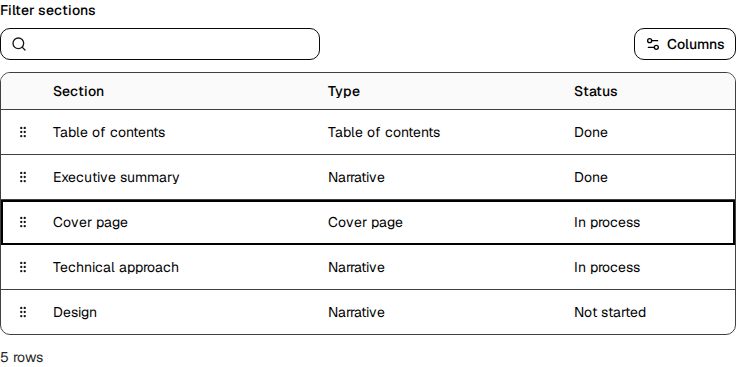 Filter sections
Columns
Section Type Status
Table of contents Table of contents Done
Executive summary Narrative Done
Cover page Cover page In process
Technical approach Narrative In process
Design Narrative Not started
5 rows